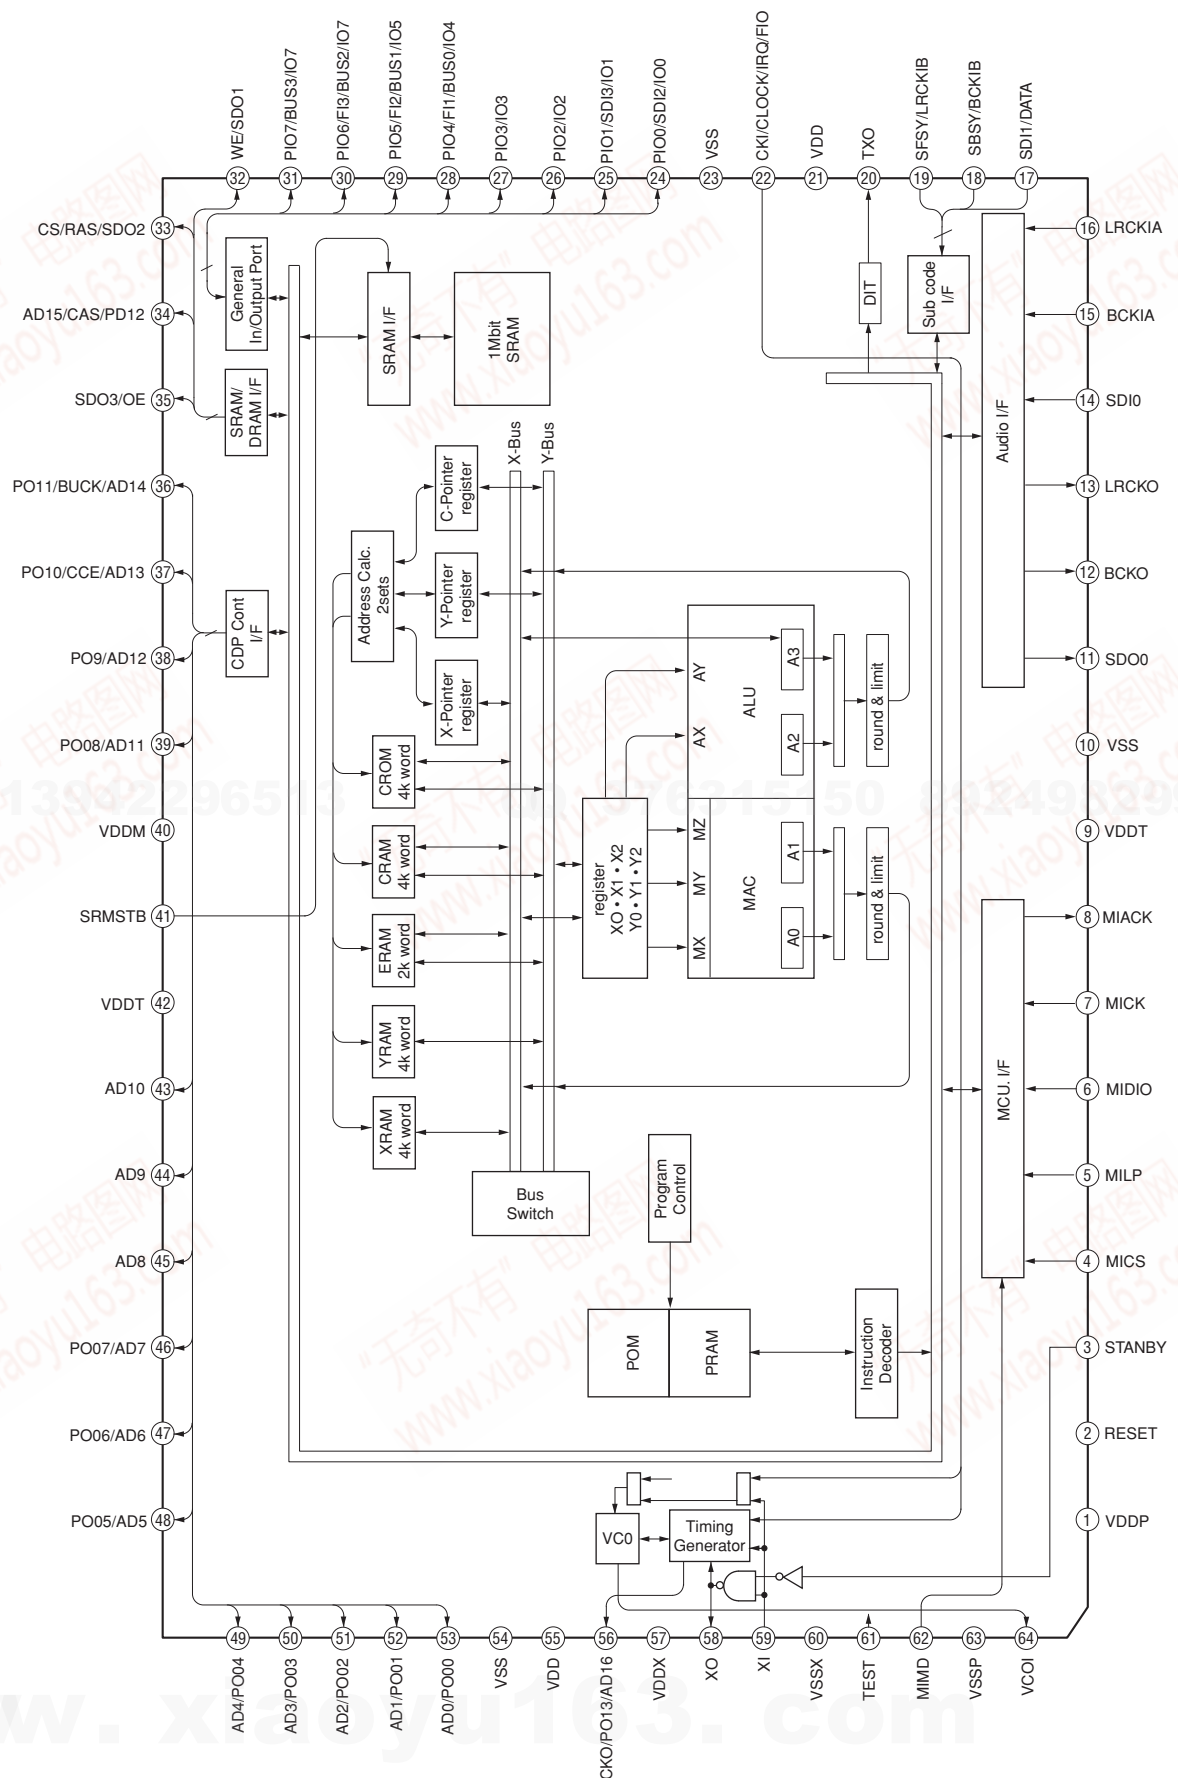 WE/SDO1
PIO7/BUS3/IO7
PIO6/FI3/BUS2/IO7
PIO5/FI2/BUS1/IO5
PIO4/FI1/BUS0/IO4
PIO3/IO3
PIO2/IO2
PIO1/SDI3/IO1
PIO0/SDI2/IO0
VSS
CKI/CLOCK/IRQ/FIO
VDD
TXO
SFSY/LRCKIB
SBSY/BCKIB
SDI1/DATA
32
31
30
29
28
27
26
25
24
23
22
21
20
19
18
17
CS/RAS/SDO2 33
AD15/CAS/PD12 34
SDO3/OE 35
PO11/BUCK/AD14 36
PO10/CCE/AD13 37
PO9/AD12 38
PO08/AD11 39
VDDM 40
SRMSTB 41
VDDT 42
AD10 43
AD9 44
AD8 45
PO07/AD7 46
PO06/AD6 47
PO05/AD5 48
General
In/Output Port
SRAM/
DRAM I/F
CDP Cont
I/F
SRAM I/F
1Mbit
SRAM
DIT
Sub code
I/F
Audio I/F
X-Bus
Y-Bus
C-Pointer
register
Address Calc.
2sets
Y-Pointer
register
X-Pointer
register
CROM
4k word
CRAM
4k word
ERAM
2k word
YRAM
4k word
XRAM
4k word
Bus
Switch
register
XO • X1 • X2
Y0 • Y1 • Y2
AY
AX
ALU
A3
A2
MZ
MY
MX
MAC
A1
A0
round & limit
round & limit
MCU. I/F
Program
Control
POM
PRAM
Instruction
Decoder
VC0
Timing
Generator
16 LRCKIA
15 BCKIA
14 SDI0
13 LRCKO
12 BCKO
11 SDO0
10 VSS
9 VDDT
8 MIACK
7 MICK
6 MIDIO
5 MILP
4 MICS
3 STANBY
2 RESET
1 VDDP
49
50
51
52
53
54
55
56
57
58
59
60
61
62
63
64
AD4/PO04
AD3/PO03
AD2/PO02
AD1/PO01
AD0/PO00
VSS
VDD
CKO/PO13/AD16
VDDX
XO
XI
VSSX
TEST
MIMD
VSSP
VCOI
w . xiaoyu163. com